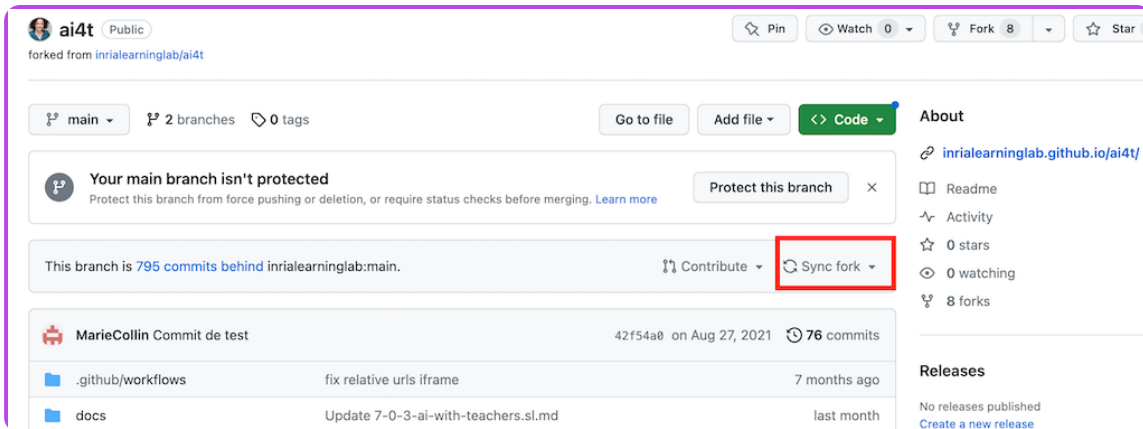 ai4t Public
Pin Watch 0 Fork 8 Star
forked from inrialearninglab/ai4t
main 2 branches 0 tags
Go to file Add file <> Code
About
inrialearninglab.github.io/ai4t/
Your main branch isn't protected
Protect this branch from force pushing or deletion, or require status checks before merging. Learn more
Protect this branch ×
Readme
Activity
0 stars
0 watching
8 forks
This branch is 795 commits behind inrialearninglab:main.
Contribute Sync fork
MarieCollin Commit de test 42f54a0 on Aug 27, 2021 76 commits
.github/workflows fix relative urls iframe 7 months ago
docs Update 7-0-3-ai-with-teachers.sl.md last month
Releases
No releases published
Create a new release